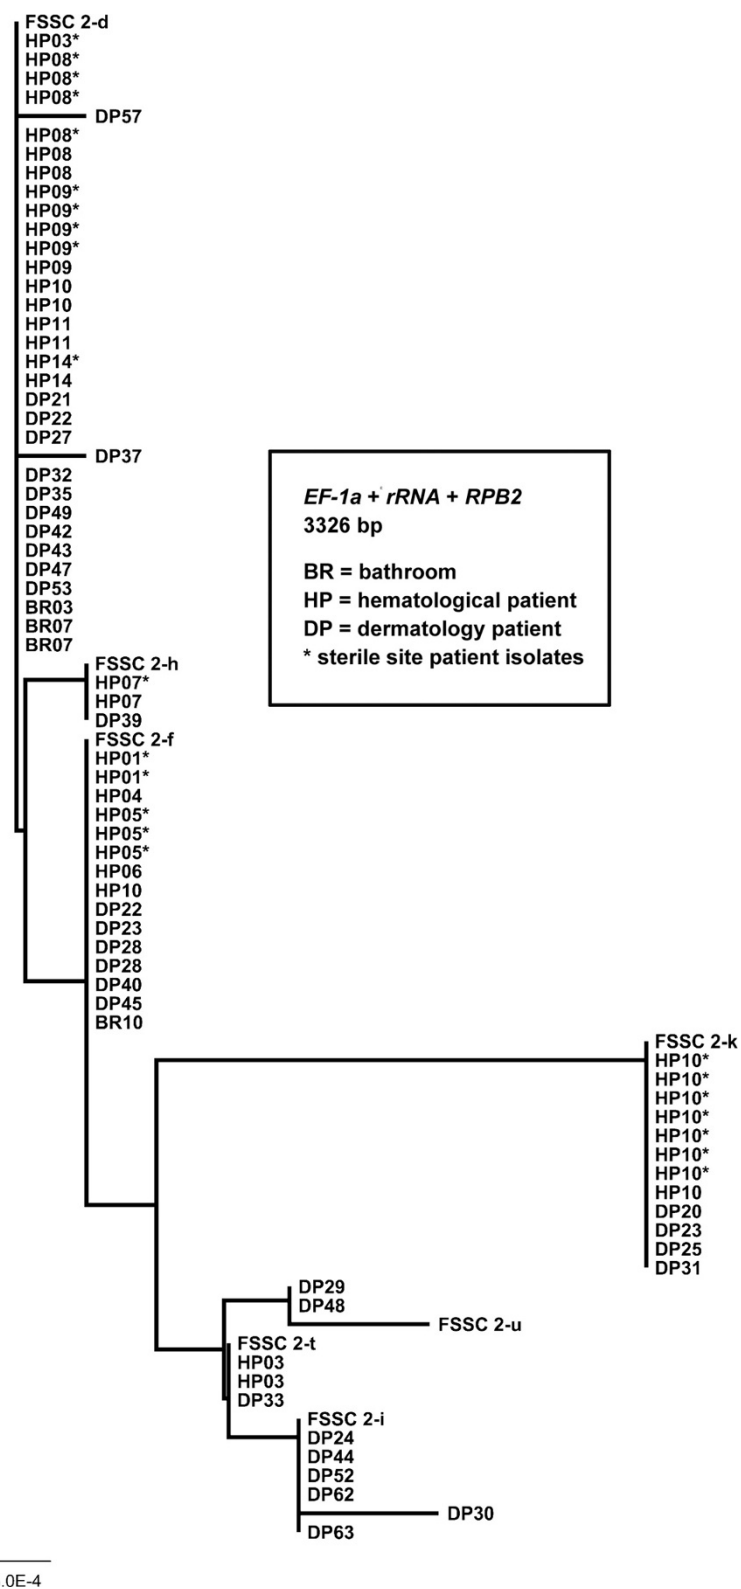 FSSC 2-d
HP03*
HP08*
HP08*
HP08*
DP57
HP08*
HP08
HP08
HP09*
HP09*
HP09*
HP09*
HP09
HP10
HP10
HP11
HP11
HP14*
HP14
DP21
DP22
DP27
DP37
DP32
DP35
DP49
DP42
DP43
DP47
DP53
BR03
BR07
BR07
EF-1a + rRNA + RPB2
3326 bp
BR = bathroom
HP = hematological patient
DP = dermatology patient
* sterile site patient isolates
FSSC 2-h
HP07*
HP07
DP39
FSSC 2-f
HP01*
HP01*
HP04
HP05*
HP05*
HP05*
HP06
HP10
DP22
DP23
DP28
DP28
DP40
DP45
BR10
FSSC 2-k
HP10*
HP10*
HP10*
HP10*
HP10*
HP10*
HP10*
HP10
DP20
DP23
DP25
DP31
DP29
DP48
FSSC 2-u
FSSC 2-t
HP03
HP03
DP33
FSSC 2-i
DP24
DP44
DP52
DP62
DP30
DP63
.0E-4